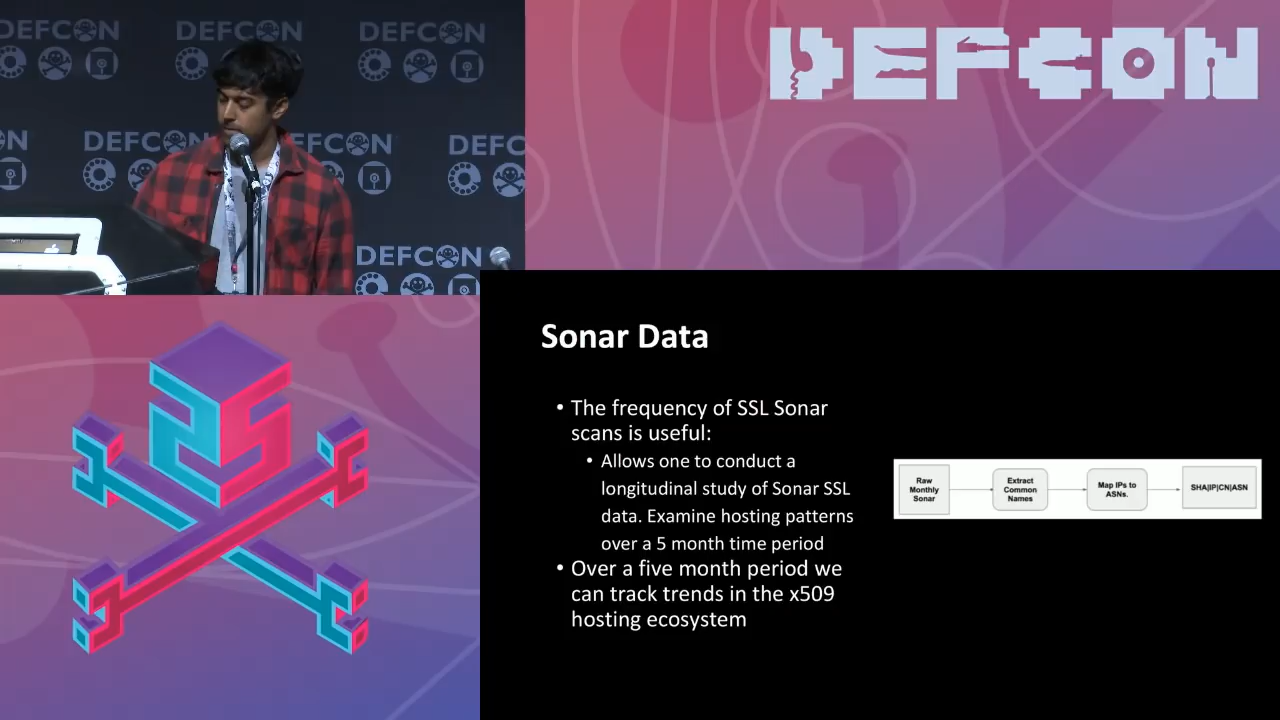 DEFCON
DEFCON DEFCON DEFCON
ON DEFCON DEFCON DEFC
DEFCON
Sonar Data
• The frequency of SSL Sonar
scans is useful:
• Allows one to conduct a
longitudinal study of Sonar SSL
data. Examine hosting patterns
over a 5 month time period
• Over a five month period we
can track trends in the x509
hosting ecosystem
Raw
Monthly
Sonar
Extract
Common
Names
Map IPs to
ASNs.
SHA|IP|CN|ASN